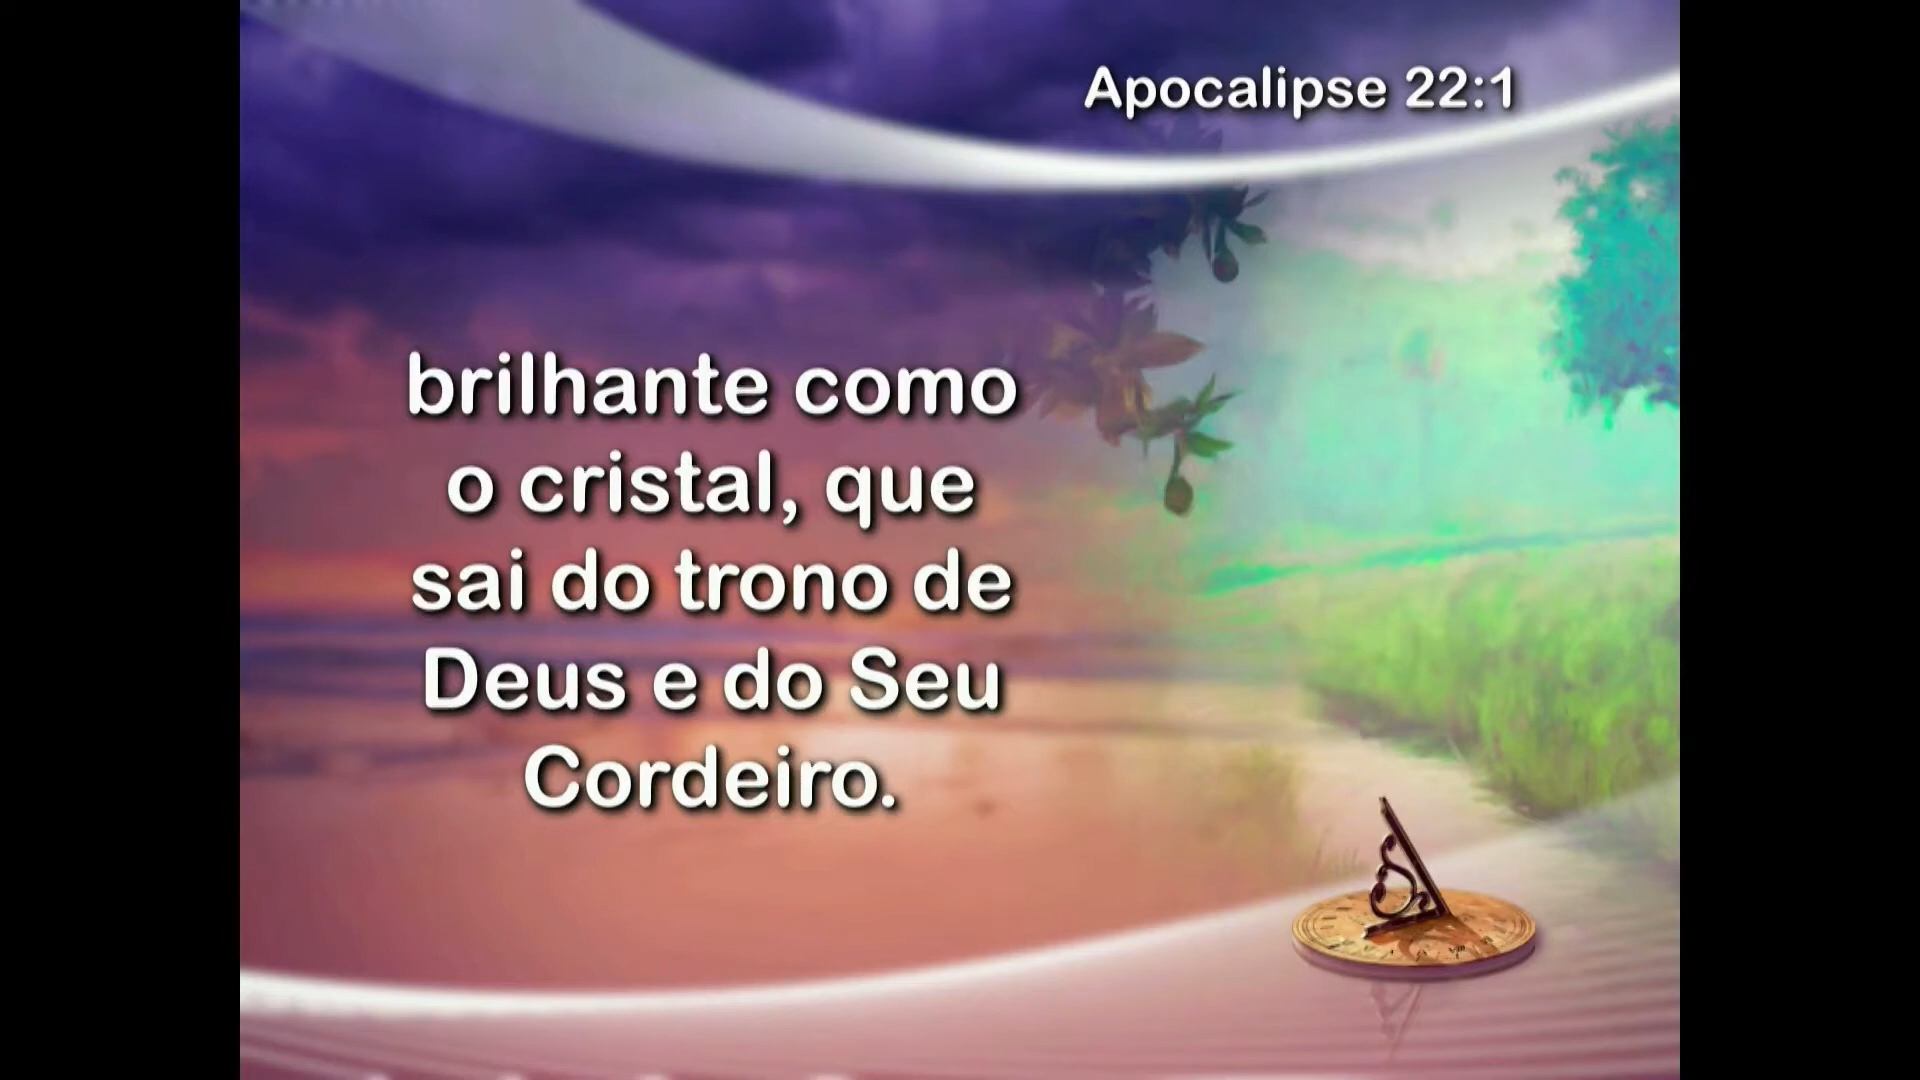 Apocalipse 22:1
brilhante como
o cristal, que
sai do trono de
Deus e do Seu
Cordeiro.